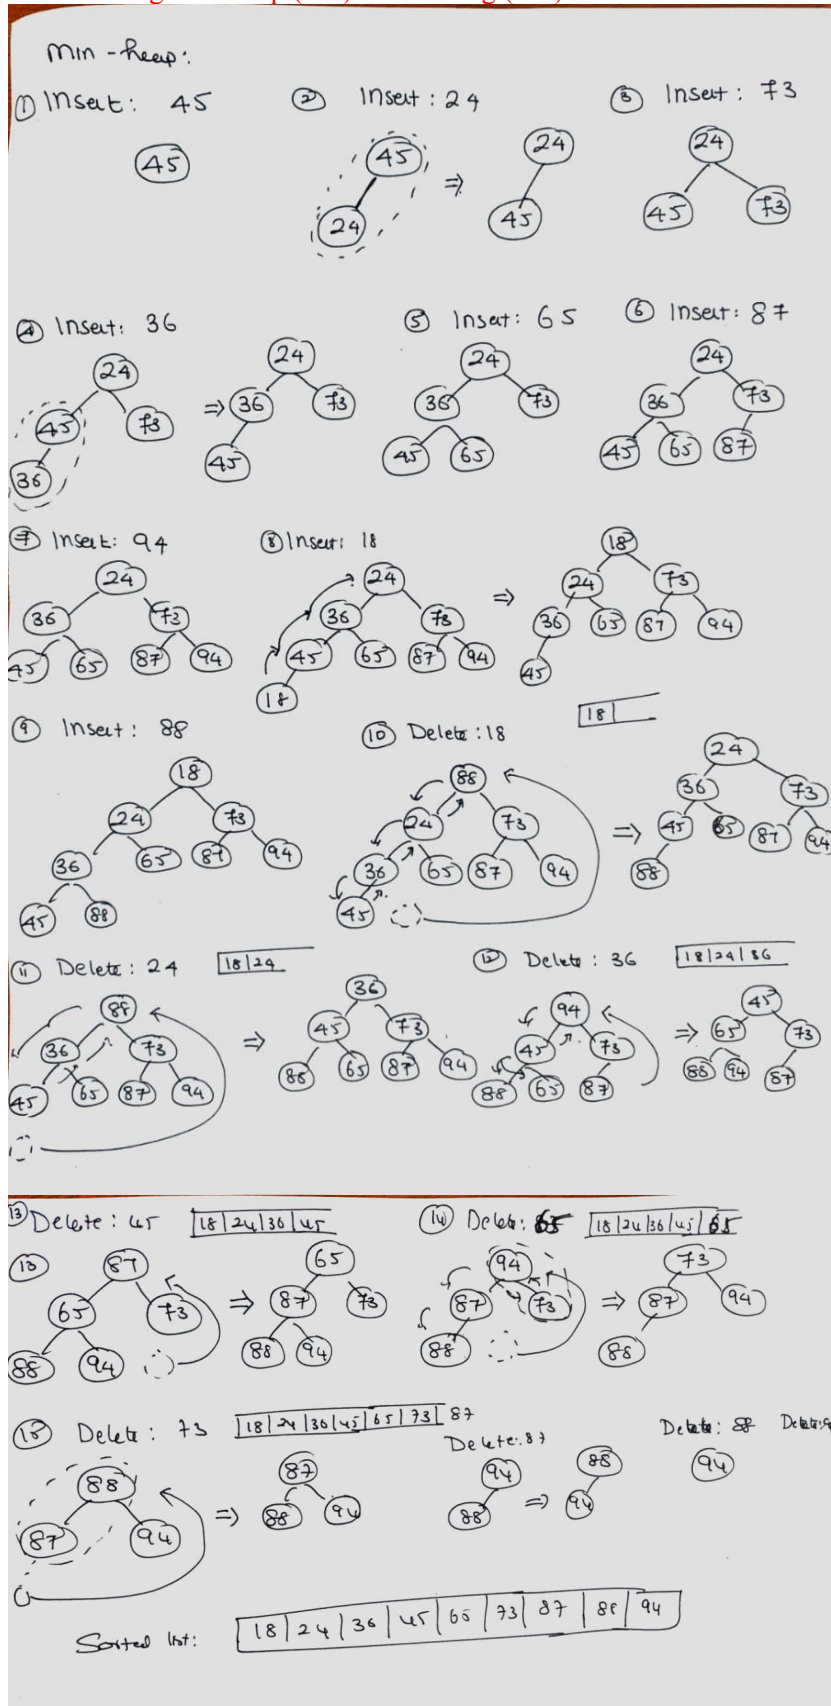 Min-heap:
① Insert: 45 ② Insert: 24 ③ Insert: 73
45 45 24 24
24 45 45 73
④ Insert: 36 ⑤ Insert: 65 ⑥ Insert: 87
24 24 24 24
45 73 36 73 36 73 36 73
36 45 45 65 45 65 87
⑦ Insert: 94 ⑧ Insert: 18
24 24 18
36 73 36 73 24 73
45 65 87 94 45 65 87 94 36 65 87 94
18 45
⑨ Insert: 88 ⑩ Delete: 18 18
18 88 24
24 73 24 73 36 73
36 65 87 94 36 65 87 94 45 65 87 94
45 88 45 88
⑪ Delete: 24 18 | 24 ⑫ Delete: 36 18 | 24 | 36
88 36 94 45
36 73 45 73 45 73 65 73
45 65 87 94 88 65 87 94 88 65 87 88 94 87
⑬ Delete: 45 18 | 24 | 36 | 45 ⑭ Delete: 65 18 | 24 | 36 | 45 | 65
⑬ 87 65 94 73
65 73 87 73 87 73 87 94
88 94 88 94 88 88
⑮ Delete: 73 18 | 24 | 36 | 45 | 65 | 73 | 87
Delete: 87 Delete: 88
88 87 94 88 94
87 94 88 94 88 94
Sorted list: 18 | 24 | 36 | 45 | 65 | 73 | 87 | 88 | 94